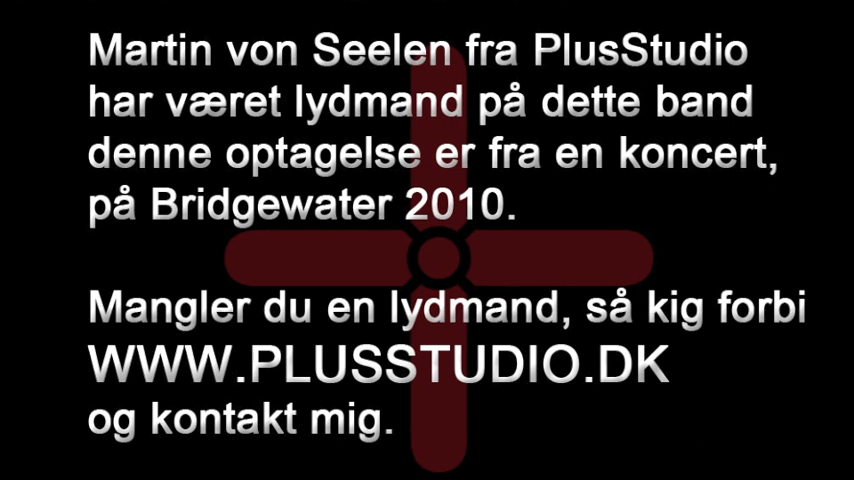 Martin von Seelen fra PlusStudio
har været lydmand på dette band
denne optagelse er fra en koncert,
på Bridgewater 2010.
Mangler du en lydmand, så kig forbi
WWW.PLUSSTUDIO.DK
og kontakt mig.